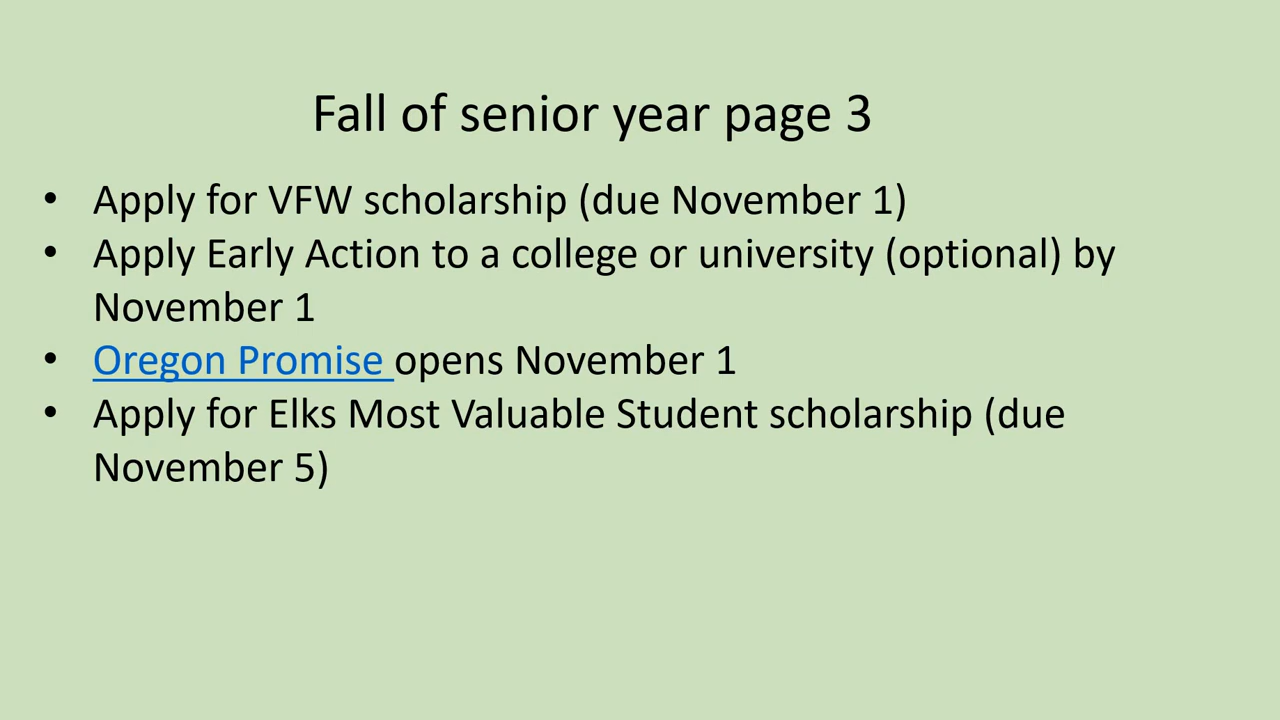 Fall of senior year page 3
• Apply for VFW scholarship (due November 1)
• Apply Early Action to a college or university (optional) by
November 1
• Oregon Promise opens November 1
• Apply for Elks Most Valuable Student scholarship (due
November 5)